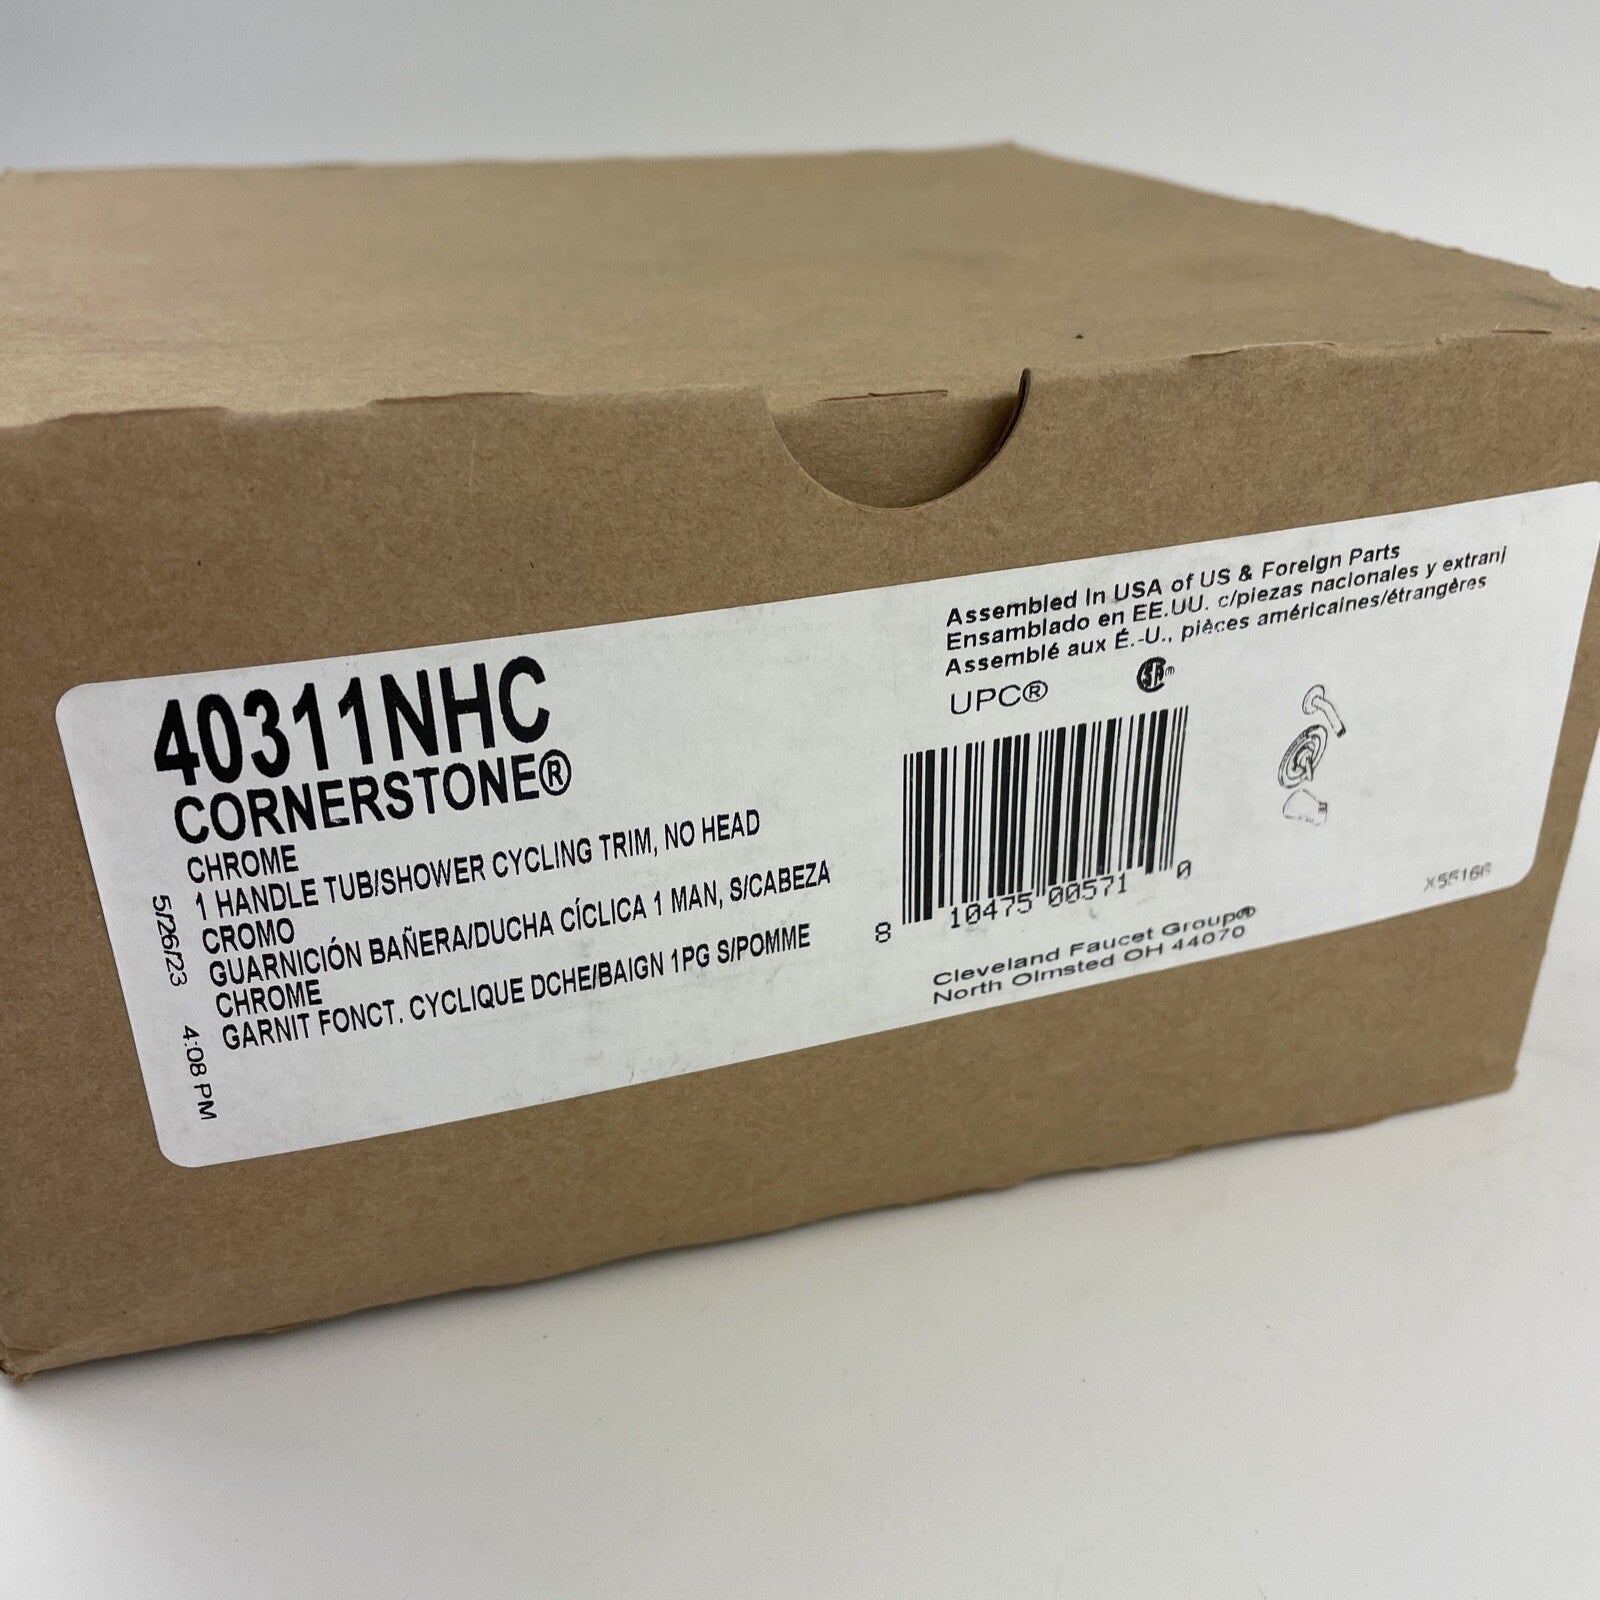 40311NHC
CORNERSTONE®
CHROME
1 HANDLE TUB/SHOWER CYCLING TRIM, NO HEAD
CROMO
GUARNICIÓN BAÑERA/DUCHA CÍCLICA 1 MAN, S/CABEZA
CHROME
GARNIT FONCT. CYCLIQUE DCHE/BAIGN 1PG S/POMME
5/26/23 4:08 PM
Assembled In USA of US & Foreign Parts
Ensamblado en EE.UU. c/piezas nacionales y extranj
Assemblé aux É.-U., pièces américaines/étrangères
UPC®
8 10475 00571 0
Cleveland Faucet Group®
North Olmsted OH 44070
X55166